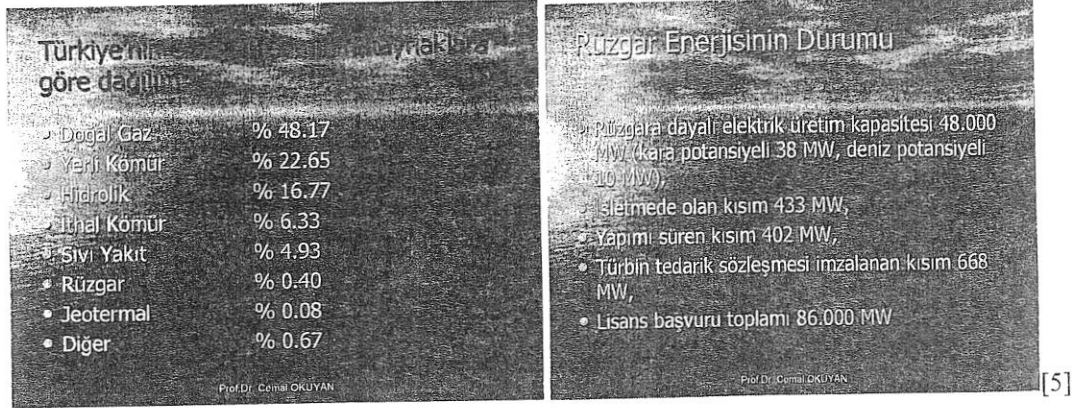 Türkiye'nin
göre dağılımı
Doğal Gaz % 48.17
Yerli Kömür % 22.65
Hidrolik % 16.77
İthal Kömür % 6.33
Sıvı Yakıt % 4.93
• Rüzgar % 0.40
• Jeotermal % 0.08
• Diğer % 0.67
Prof.Dr. Cemal OKUYAN
Rüzgar Enerjisinin Durumu
Rüzgara dayalı elektrik üretim kapasitesi 48.000
MW (kara potansiyeli 38 MW, deniz potansiyeli
10 MW),
İşletmede olan kısım 433 MW,
• Yapımı süren kısım 402 MW,
• Türbin tedarik sözleşmesi imzalanan kısım 668
MW,
• Lisans başvuru toplamı 86.000 MW
Prof.Dr. Cemal OKUYAN
[5]